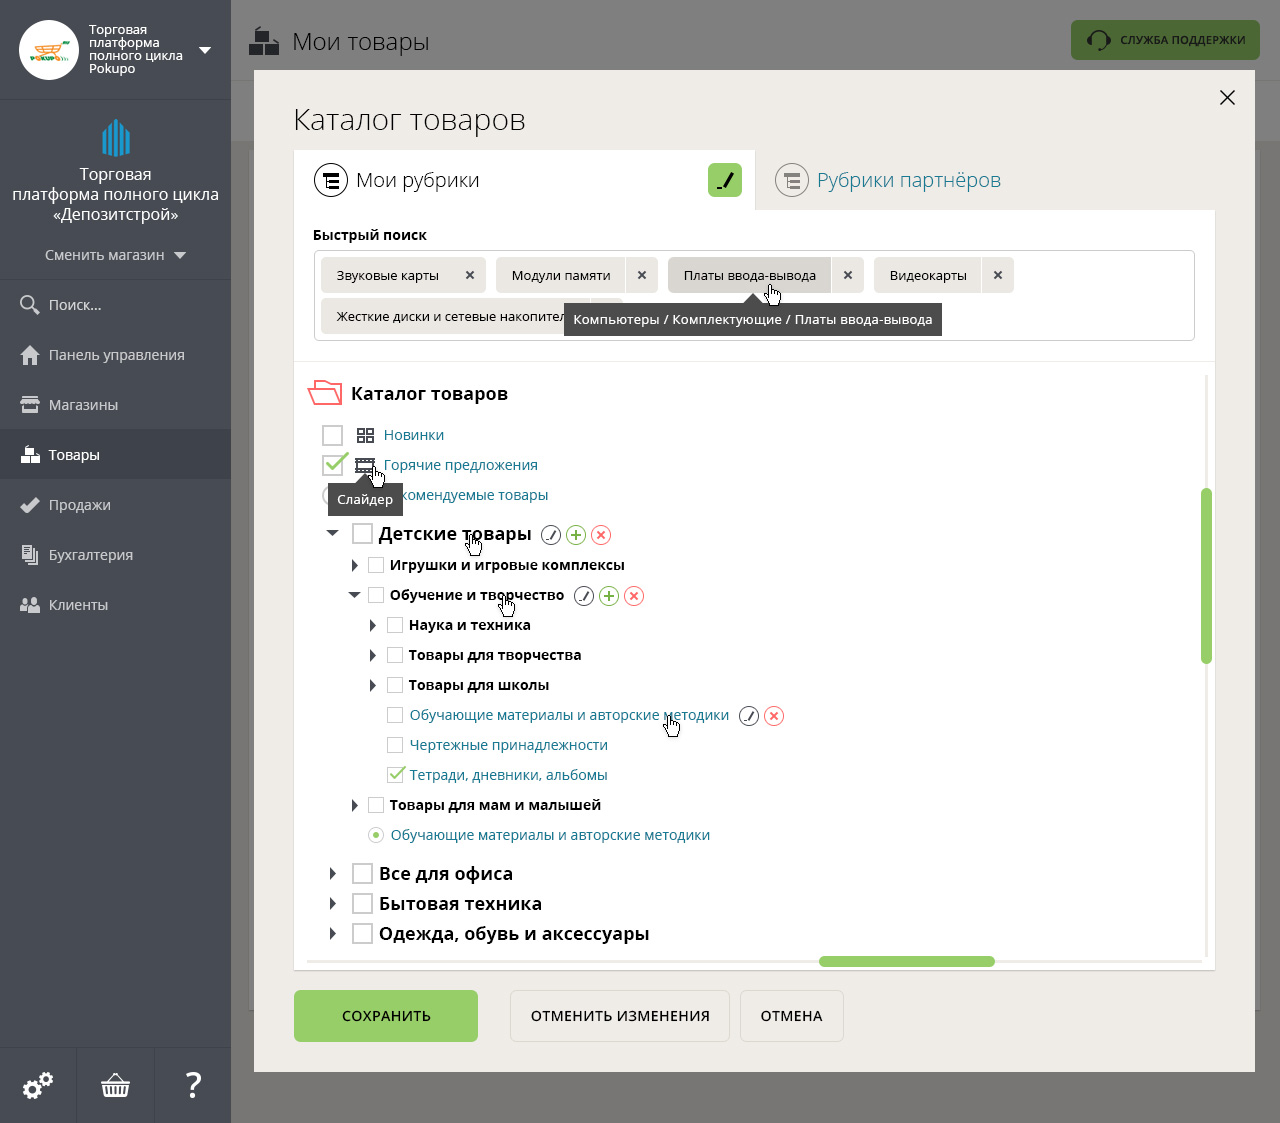 Торговая
платформа
полного цикла
Pokupo
POKUPO
Мои товары
СЛУЖБА ПОДДЕРЖКИ
Торговая
платформа полного цикла
«Депозитстрой»
Сменить магазин
Поиск...
Панель управления
Магазины
Товары
Продажи
Бухгалтерия
Клиенты
?
Каталог товаров
Мои рубрики
Рубрики партнёров
Быстрый поиск
Звуковые карты ×
Модули памяти ×
Платы ввода-вывода ×
Видеокарты ×
Жесткие диски и сетевые
Компьютеры / Комплектующие / Платы ввода-вывода
Каталог товаров
Новинки
Горячие предложения
Слайдер
товары
Детские товары
Игрушки и игровые комплексы
Обучение и творчество
Наука и техника
Товары для творчества
Товары для школы
Обучающие материалы и авторские методики
Чертежные принадлежности
Тетради, дневники, альбомы
Товары для мам и малышей
Обучающие материалы и авторские методики
Все для офиса
Бытовая техника
Одежда, обувь и аксессуары
СОХРАНИТЬ
ОТМЕНИТЬ ИЗМЕНЕНИЯ
ОТМЕНА